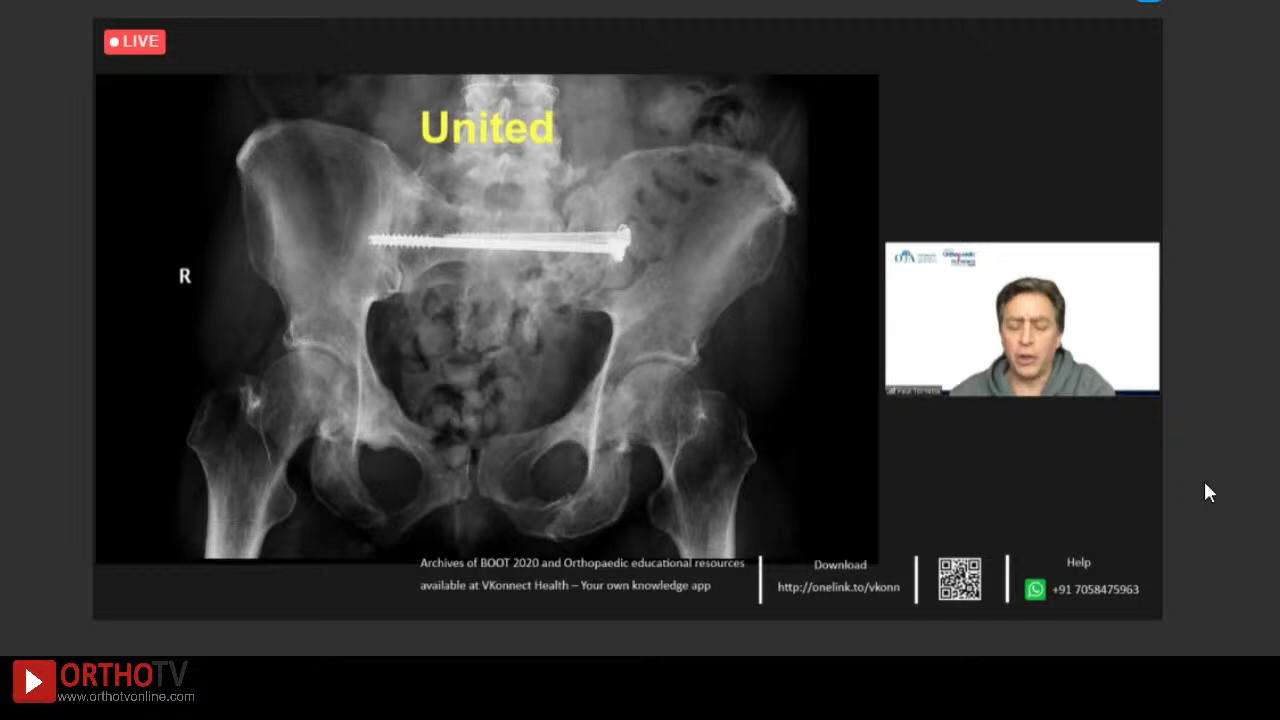 LIVE
United
R
OTA
Archives of BOOT 2020 and Orthopaedic educational resources
available at VKonnect Health – Your own knowledge app
Download
http://onelink.to/vkonn
Help
+91 7058475963
ORTHOTV
www.orthotvonline.com